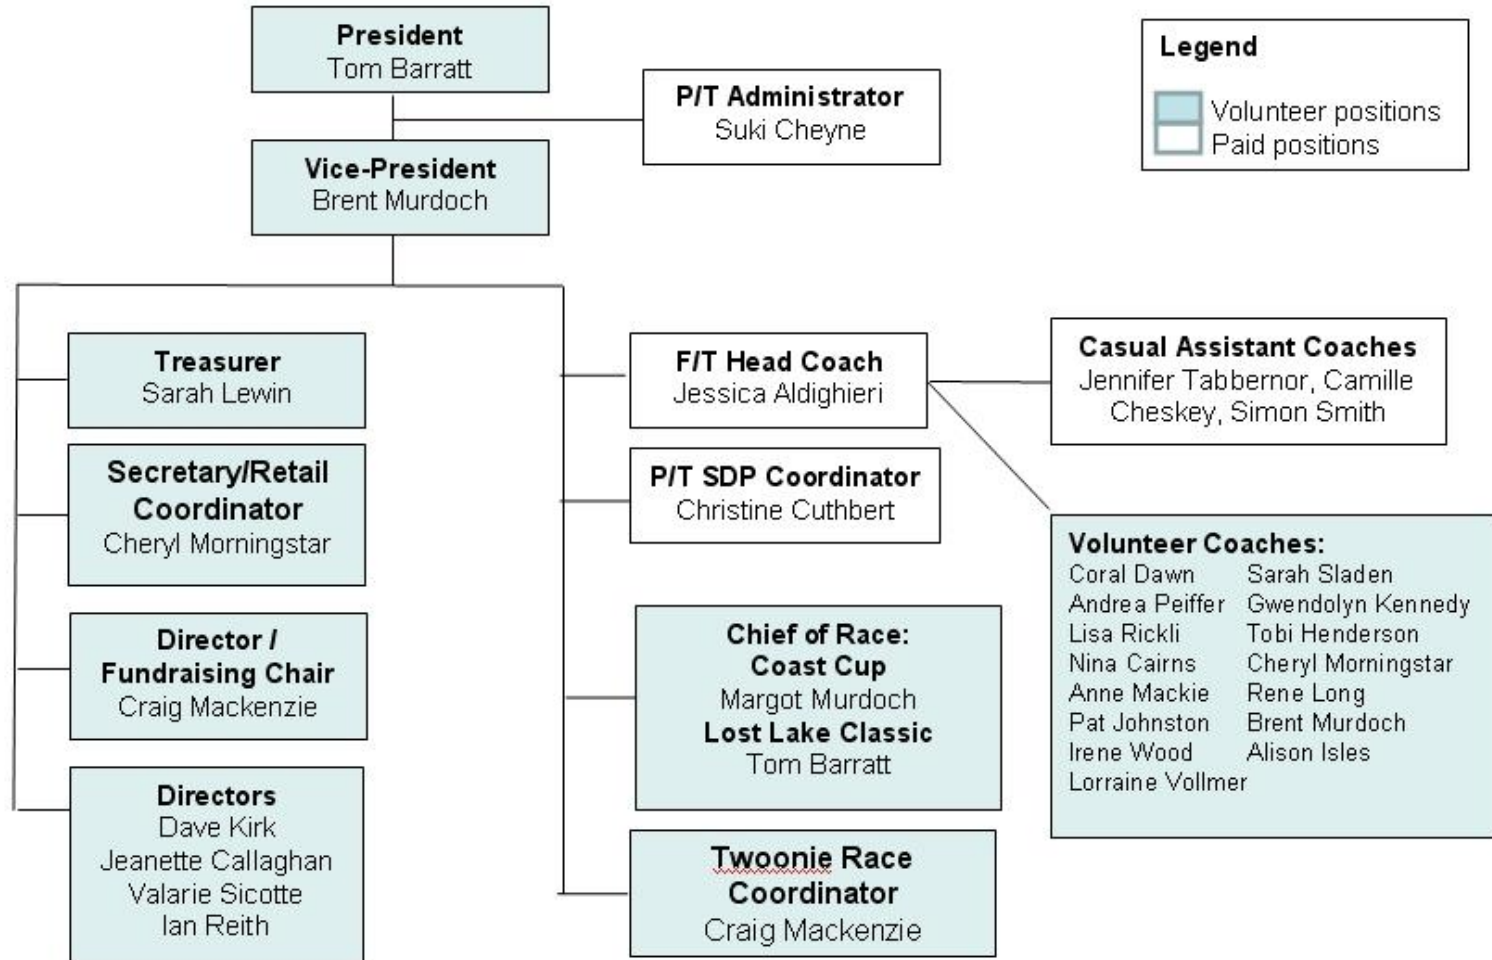 President
Tom Barratt
P/T Administrator
Suki Cheyne
Legend
Volunteer positions
Paid positions
Vice-President
Brent Murdoch
Treasurer
Sarah Lewin
Secretary/Retail
Coordinator
Cheryl Morningstar
Director /
Fundraising Chair
Craig Mackenzie
Directors
Dave Kirk
Jeanette Callaghan
Valarie Sicotte
Ian Reith
F/T Head Coach
Jessica Aldighieri
P/T SDP Coordinator
Christine Cuthbert
Chief of Race:
Coast Cup
Margot Murdoch
Lost Lake Classic
Tom Barratt
Twoonie Race
Coordinator
Craig Mackenzie
Casual Assistant Coaches
Jennifer Tabbernor, Camille
Cheskey, Simon Smith
Volunteer Coaches:
Coral Dawn Sarah Sladen
Andrea Peiffer Gwendolyn Kennedy
Lisa Rickli Tobi Henderson
Nina Cairns Cheryl Morningstar
Anne Mackie Rene Long
Pat Johnston Brent Murdoch
Irene Wood Alison Isles
Lorraine Vollmer